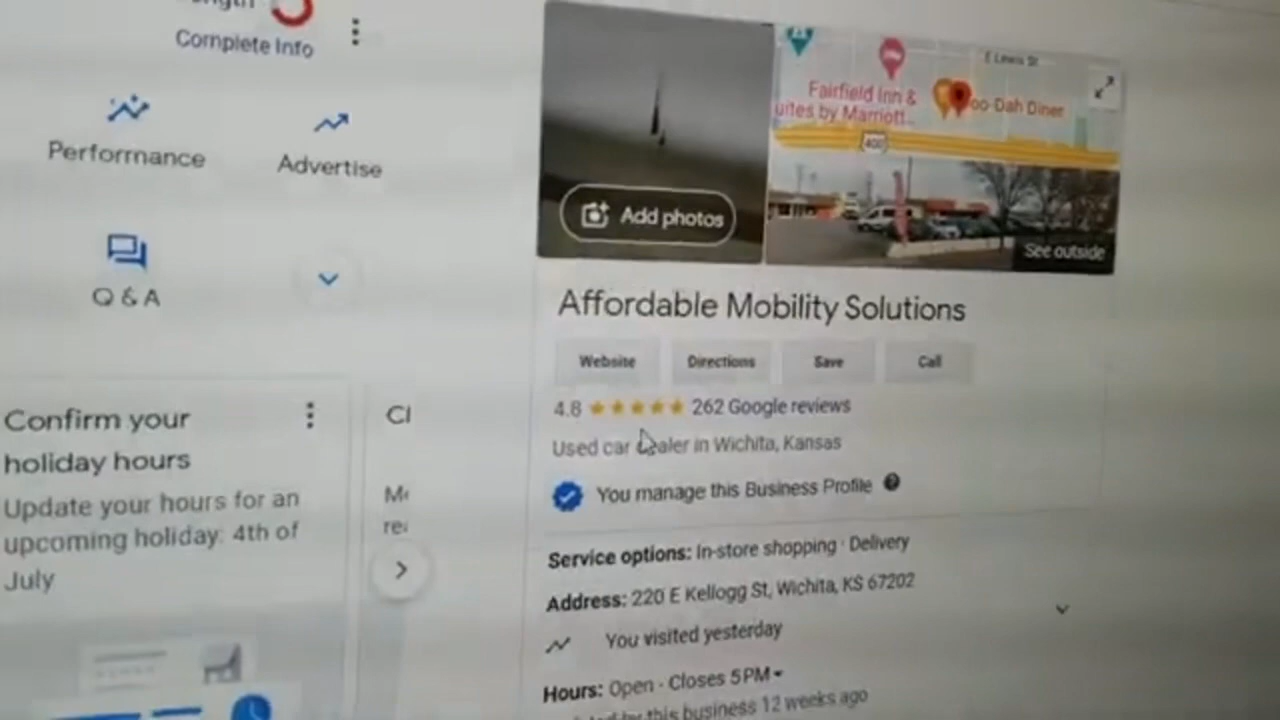 Complete Info
Performance
Advertise
Q & A
Confirm your
holiday hours
Update your hours for an
upcoming holiday: 4th of
July
Add photos
E Lewis St
Fairfield Inn &
uites by Marriott...
oo-Dah Diner
400
See outside
Affordable Mobility Solutions
Website
Directions
Save
Call
4.8 262 Google reviews
Used car dealer in Wichita, Kansas
You manage this Business Profile
Service options: In-store shopping · Delivery
Address: 220 E Kellogg St, Wichita, KS 67202
You visited yesterday
Hours: Open · Closes 5 PM
by this business 12 weeks ago